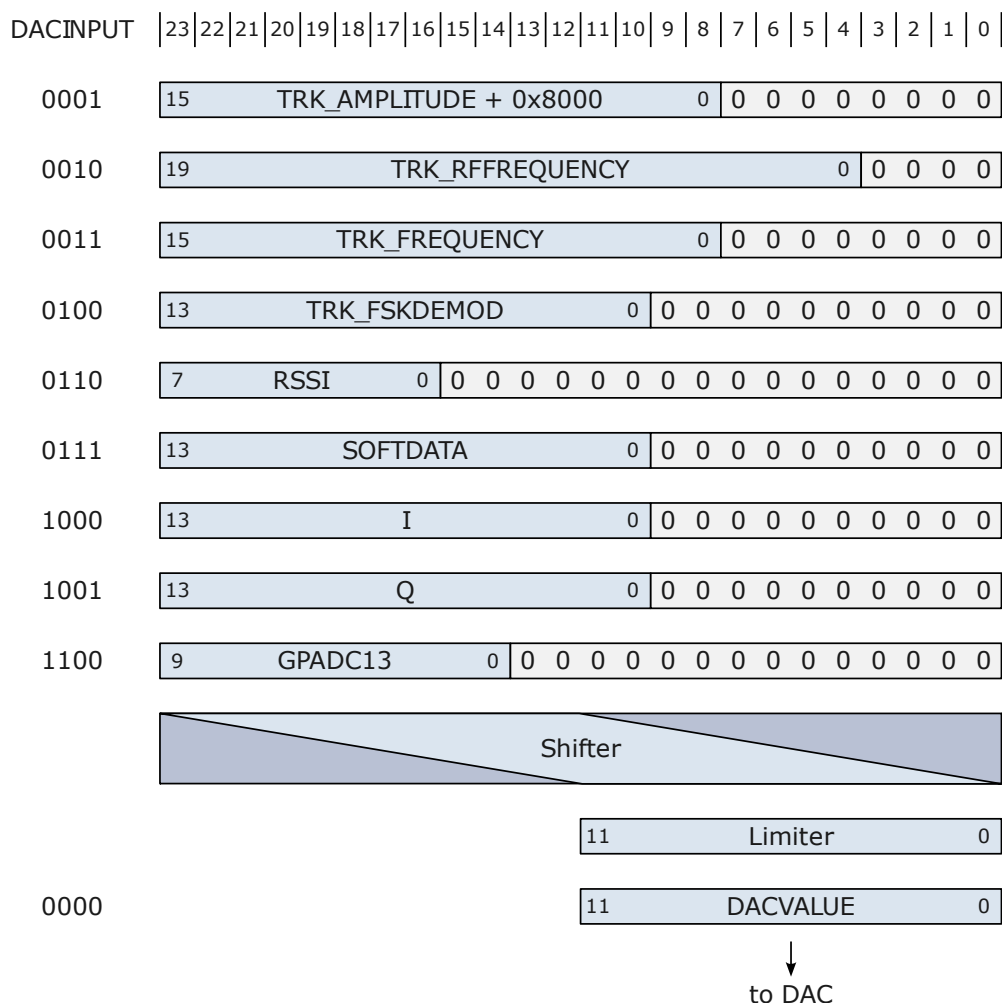 DACINPUT 23 22 21 20 19 18 17 16 15 14 13 12 11 10 9 8 7 6 5 4 3 2 1 0
0001 15 TRK_AMPLITUDE + 0x8000 0 0 0 0 0 0 0 0 0
0010 19 TRK_RFFREQUENCY 0 0 0 0 0
0011 15 TRK_FREQUENCY 0 0 0 0 0 0 0 0 0
0100 13 TRK_FSKDEMOD 0 0 0 0 0 0 0 0 0 0 0
0110 7 RSSI 0 0 0 0 0 0 0 0 0 0 0 0 0 0 0 0 0
0111 13 SOFTDATA 0 0 0 0 0 0 0 0 0 0 0
1000 13 I 0 0 0 0 0 0 0 0 0 0 0
1001 13 Q 0 0 0 0 0 0 0 0 0 0 0
1100 9 GPADC13 0 0 0 0 0 0 0 0 0 0 0 0 0 0 0
Shifter
11 Limiter 0
0000 11 DACVALUE 0
to DAC